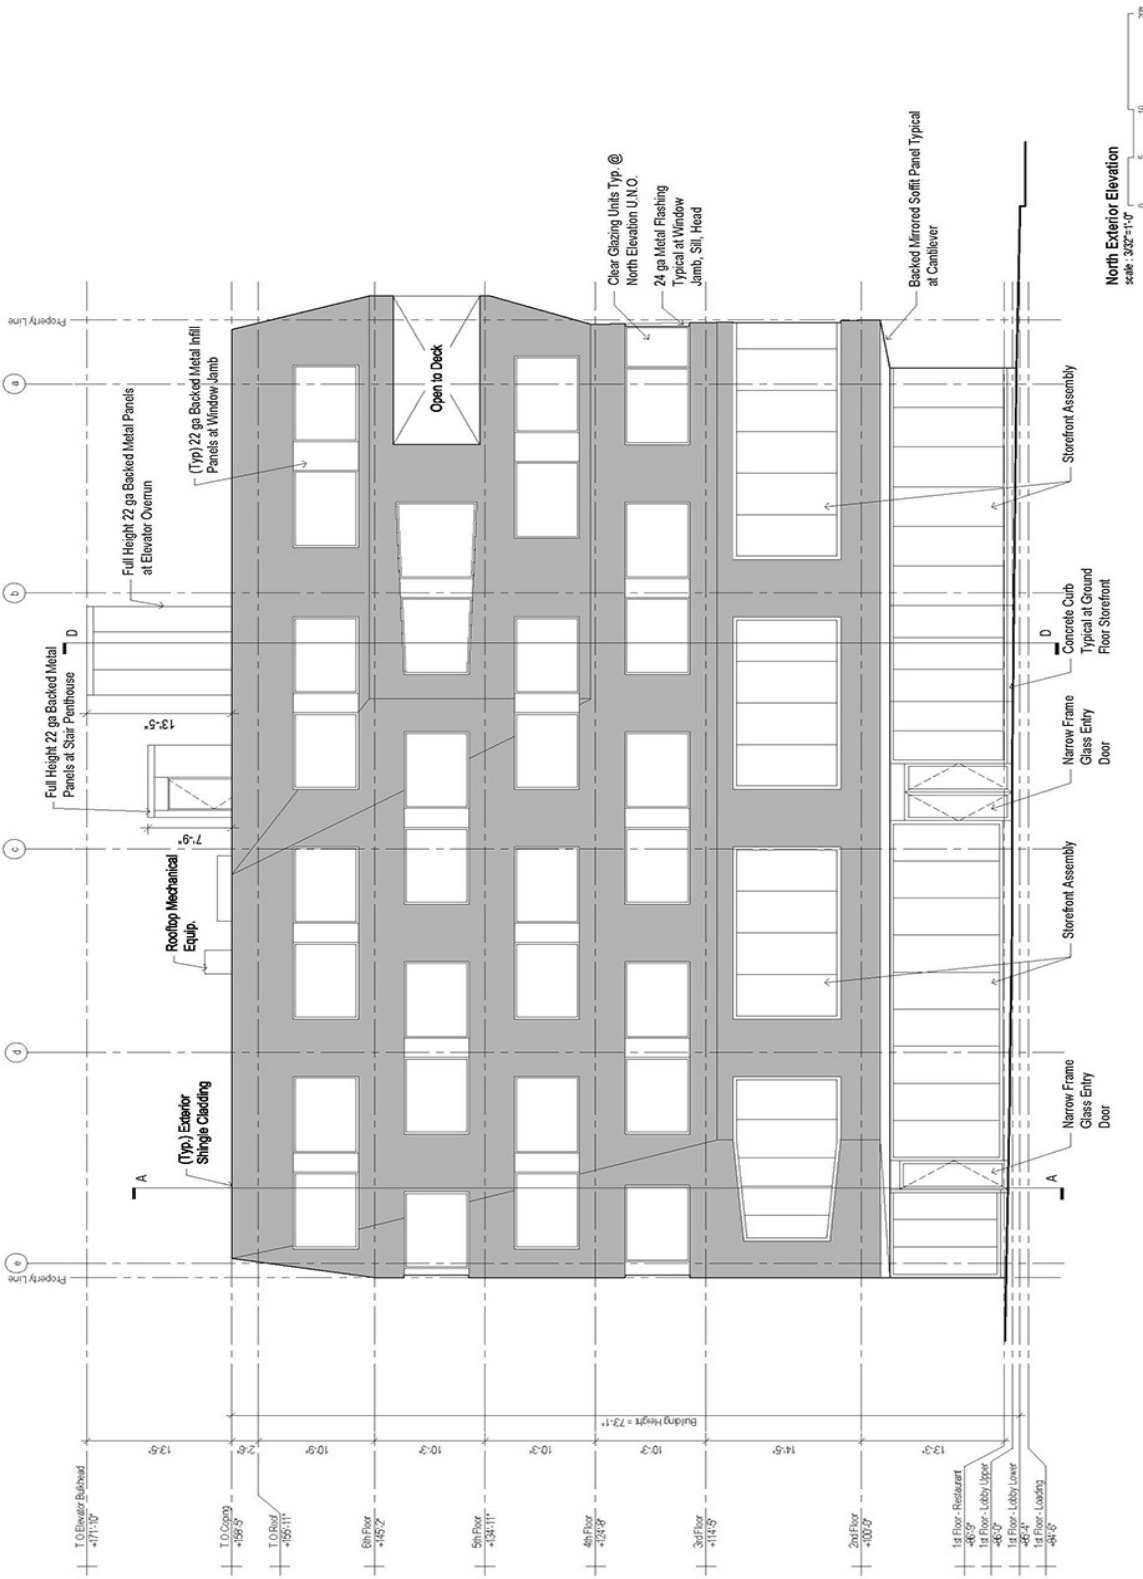 T.O.Elevator Bulkhead
+171'-10"
T.O.Coping
+158'-5"
T.O.Roof
+155'-11"
6th Floor
+145'-2"
5th Floor
+134'-11"
4th Floor
+124'-8"
3rd Floor
+114'-5"
2nd Floor
+100'-0"
1st Floor - Restaurant
+86'-9"
1st Floor - Lobby Upper
+86'-0"
1st Floor - Lobby Lower
+85'-4"
1st Floor - Loading
+84'-6"
13'-5"
2'-6"
10'-9"
10'-3"
10'-3"
10'-3"
14'-5"
13'-3"
Building Height = 73'-1"
Property Line
e
d
c
b
a
Property Line
A
(Typ.) Exterior
Shingle Cladding
Rooftop Mechanical
Equip.
7'-9"
Full Height 22 ga Backed Metal
Panels at Stair Penthouse
13'-5"
D
Full Height 22 ga Backed Metal Panels
at Elevator Overrun
(Typ) 22 ga Backed Metal Infill
Panels at Window Jamb
Open to Deck
Clear Glazing Units Typ. @
North Elevation U.N.O.
24 ga Metal Flashing
Typical at Window
Jamb, Sill, Head
Backed Mirrored Soffit Panel Typical
at Cantilever
A
Narrow Frame
Glass Entry
Door
Storefront Assembly
Narrow Frame
Glass Entry
Door
D
Concrete Curb
Typical at Ground
Floor Storefront
Storefront Assembly
North Exterior Elevation
scale : 3/32"=1'-0"
0
5
10
20ft